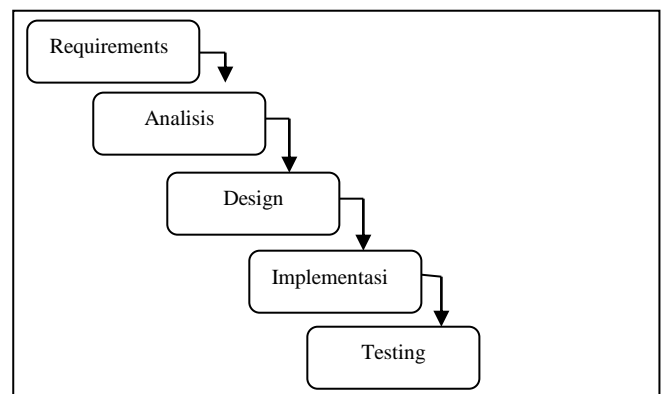 Requirements
Analisis
Design
Implementasi
Testing